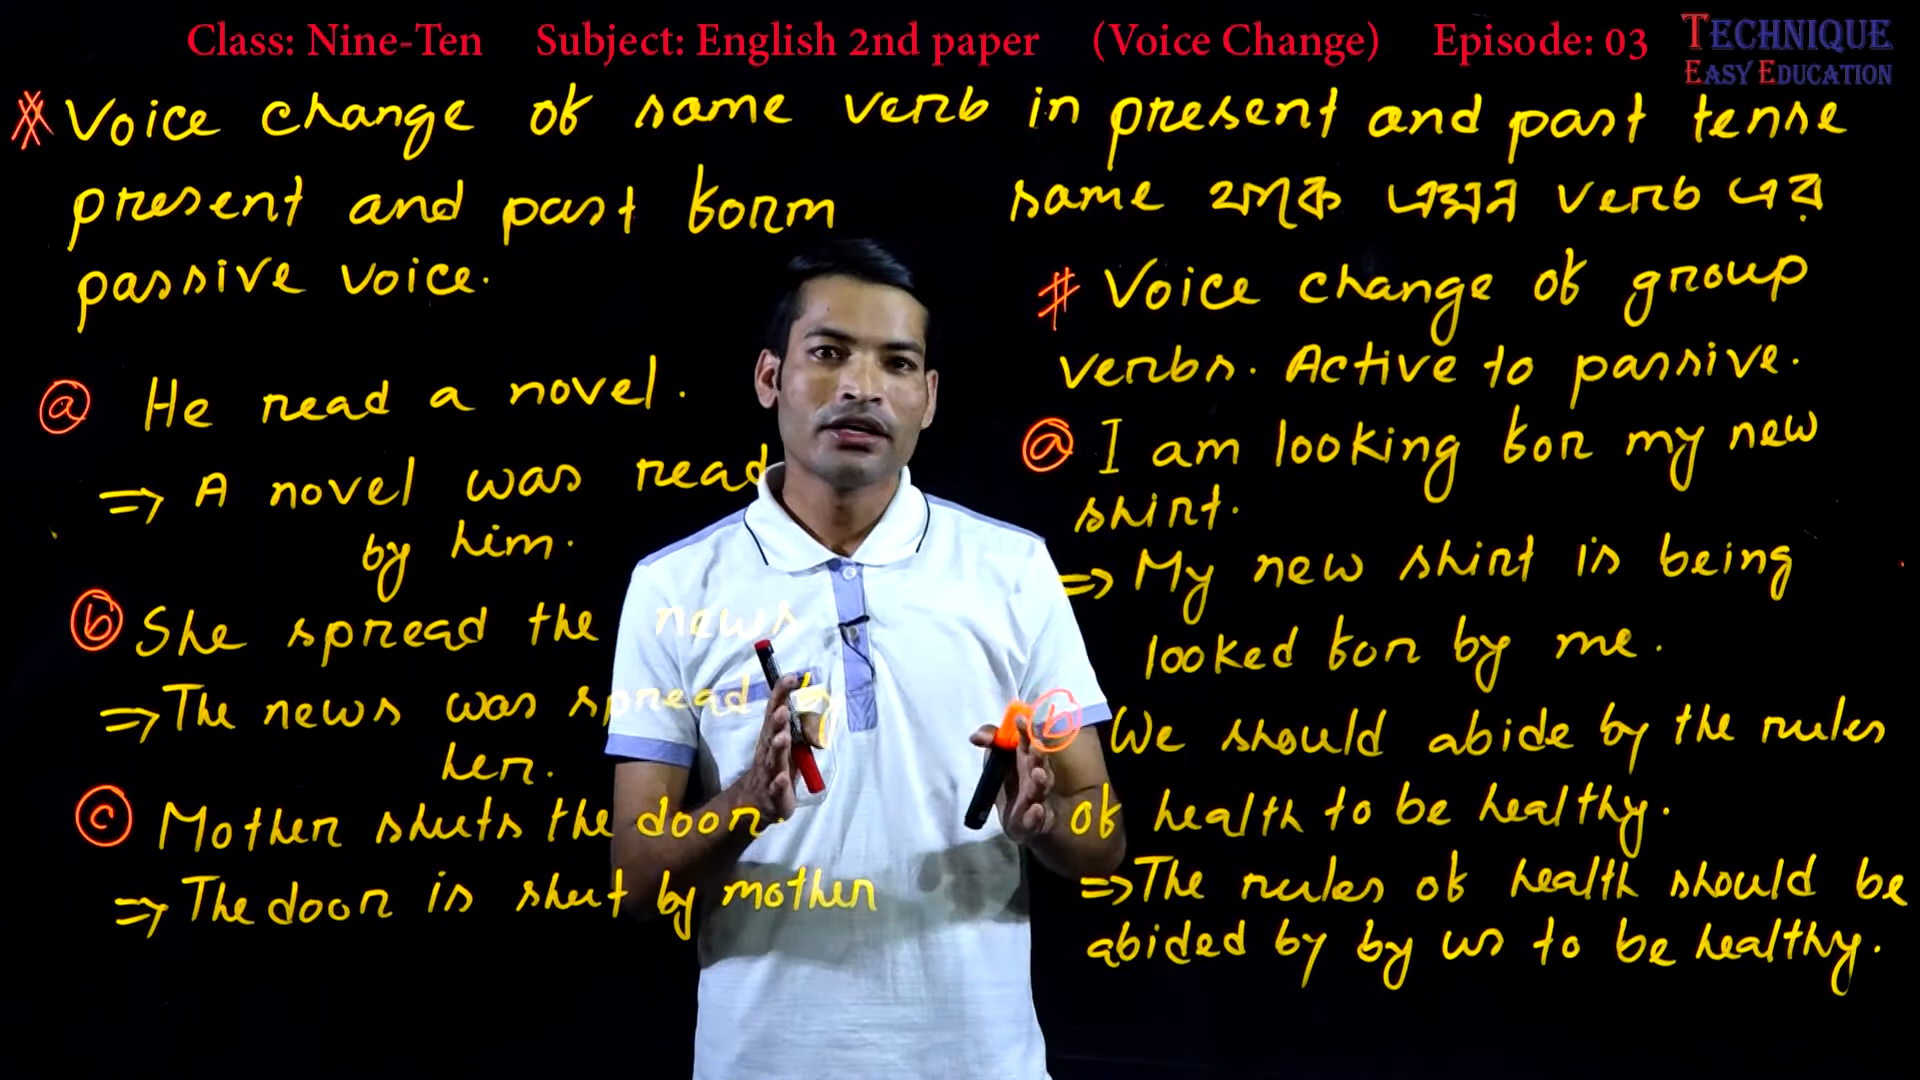 Class: Nine-Ten Subject: English 2nd paper (Voice Change) Episode: 03
TECHNIQUE
EASY EDUCATION
# Voice change of same verb in present and past tense
present and past form same থাকে এমন verb এর
passive voice.
ⓐ He read a novel.
⇒ A novel was read
by him.
ⓑ She spread the news
⇒ The news was spread by
her.
ⓒ Mother shuts the door.
⇒ The door is shut by mother
# Voice change of group
verbs. Active to passive.
ⓐ I am looking for my new
shirt.
⇒ My new shirt is being
looked for by me.
ⓑ We should abide by the rules
of health to be healthy.
⇒ The rules of health should be
abided by by us to be healthy.